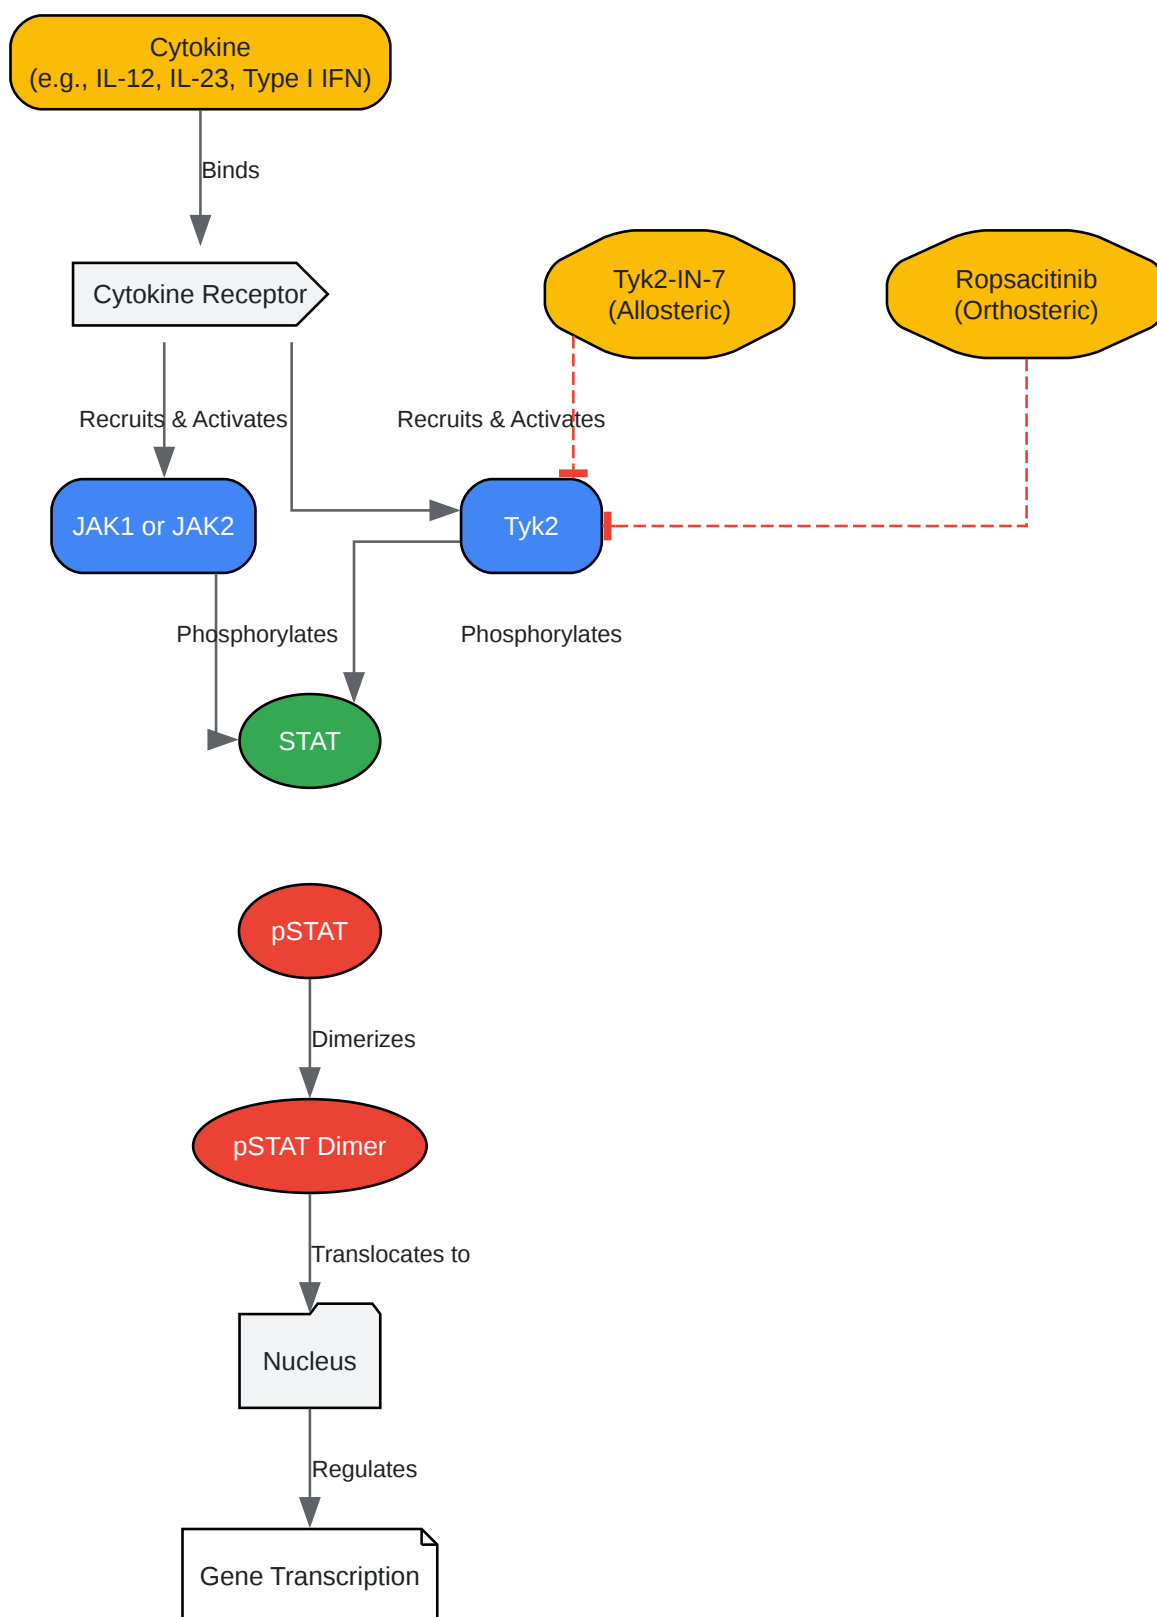 Cytokine
(e.g., IL-12, IL-23, Type I IFN)
Binds
Cytokine Receptor
Tyk2-IN-7
(Allosteric)
Ropsacitinib
(Orthosteric)
Recruits & Activates
Recruits & Activates
JAK1 or JAK2
Tyk2
Phosphorylates
Phosphorylates
STAT
pSTAT
Dimerizes
pSTAT Dimer
Translocates to
Nucleus
Regulates
Gene Transcription